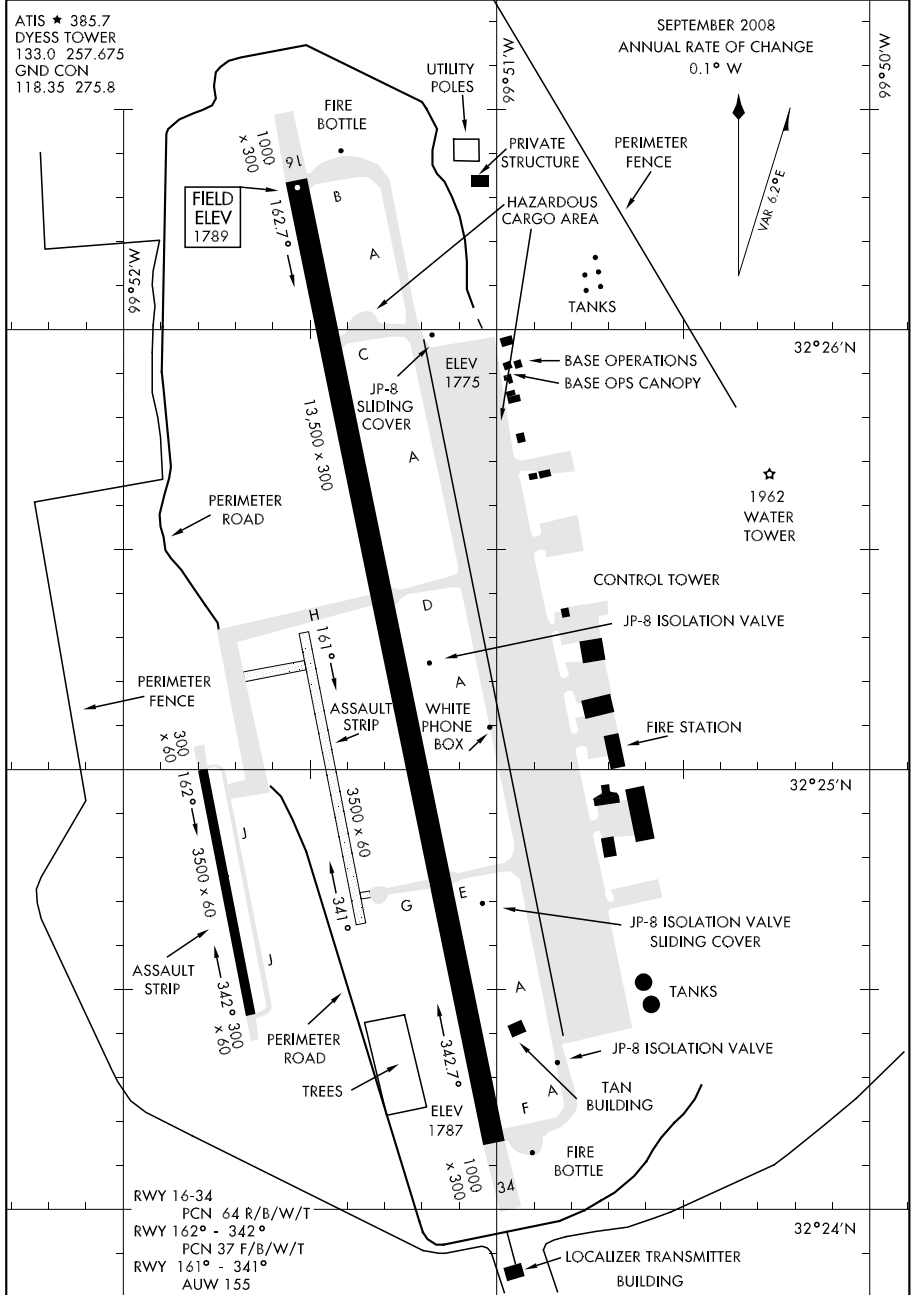 ATIS ★ 385.7
DYESS TOWER
133.0 257.675
GND CON
118.35 275.8
SEPTEMBER 2008
ANNUAL RATE OF CHANGE
0.1° W
VAR 6.2°E
99°51'W
99°50'W
UTILITY
POLES
FIRE
BOTTLE
1000
x 300
16
PRIVATE
STRUCTURE
PERIMETER
FENCE
FIELD
ELEV
1789
162.7°
B
HAZARDOUS
CARGO AREA
A
99°52'W
TANKS
32°26'N
C
ELEV
1775
BASE OPERATIONS
BASE OPS CANOPY
JP-8
SLIDING
COVER
13,500 x 300
A
1962
WATER
TOWER
PERIMETER
ROAD
CONTROL TOWER
H
D
JP-8 ISOLATION VALVE
161°
A
PERIMETER
FENCE
ASSAULT
STRIP
WHITE
PHONE
BOX
FIRE STATION
300
x 60
162°
32°25'N
J
3500 x 60
3500 x 60
341°
G
E
JP-8 ISOLATION VALVE
SLIDING COVER
ASSAULT
STRIP
J
342°
300
x 60
A
TANKS
PERIMETER
ROAD
342.7°
JP-8 ISOLATION VALVE
TREES
TAN
BUILDING
A
F
ELEV
1787
FIRE
BOTTLE
1000
x 300
34
RWY 16-34
PCN 64 R/B/W/T
RWY 162° - 342°
PCN 37 F/B/W/T
RWY 161° - 341°
AUW 155
32°24'N
LOCALIZER TRANSMITTER
BUILDING